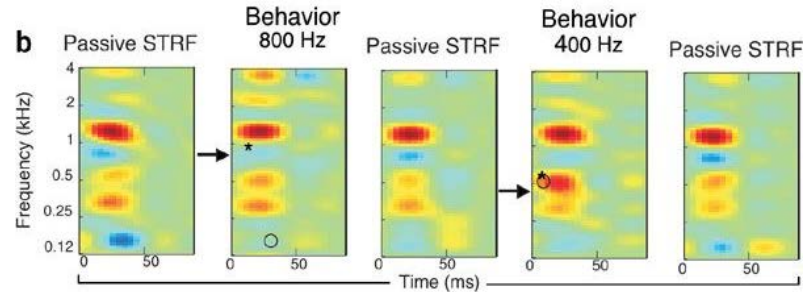 b
Passive STRF
Behavior
800 Hz
Passive STRF
Behavior
400 Hz
Passive STRF
Frequency (kHz)
4
2
1
0.5
0.25
0.12
*
*
0 50
0 50
0 50
0 50
0 50
Time (ms)